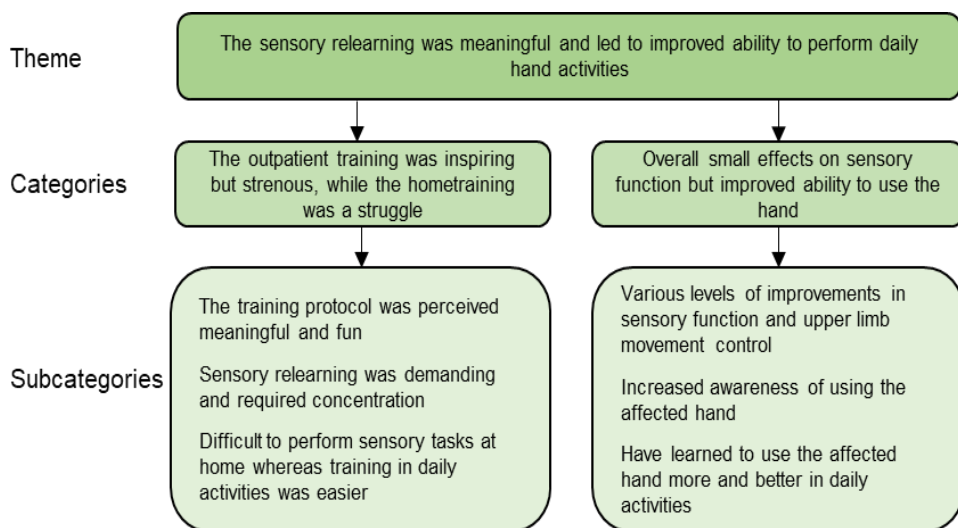 Theme
The sensory relearning was meaningful and led to improved ability to perform daily
hand activities
Categories
The outpatient training was inspiring
but strenous, while the hometraining
was a struggle
Overall small effects on sensory
function but improved ability to use the
hand
Subcategories
The training protocol was perceived
meaningful and fun
Sensory relearning was demanding
and required concentration
Difficult to perform sensory tasks at
home whereas training in daily
activities was easier
Various levels of improvements in
sensory function and upper limb
movement control
Increased awareness of using the
affected hand
Have learned to use the affected
hand more and better in daily
activities